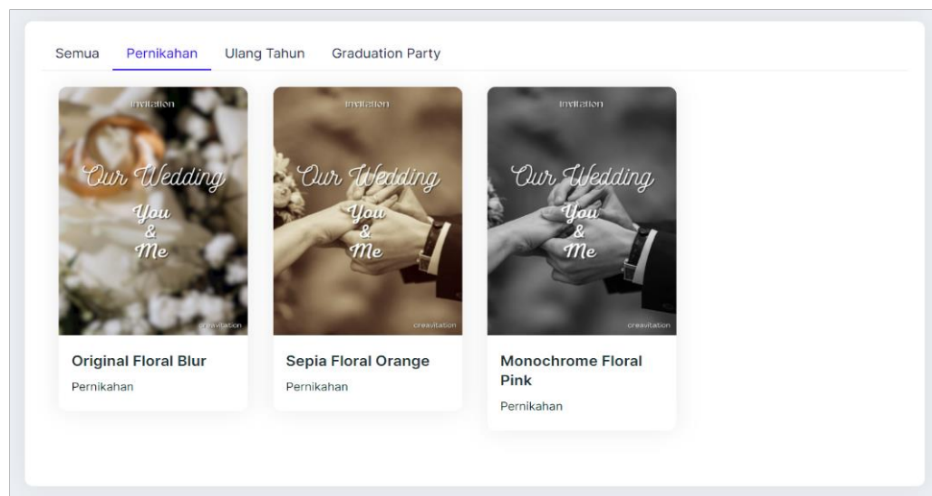 Semua Pernikahan Ulang Tahun Graduation Party
invitation
Our Wedding
You
&
Me
creavitation
Original Floral Blur
Pernikahan
invitation
Our Wedding
You
&
Me
creavitation
Sepia Floral Orange
Pernikahan
invitation
Our Wedding
You
&
Me
creavitation
Monochrome Floral
Pink
Pernikahan